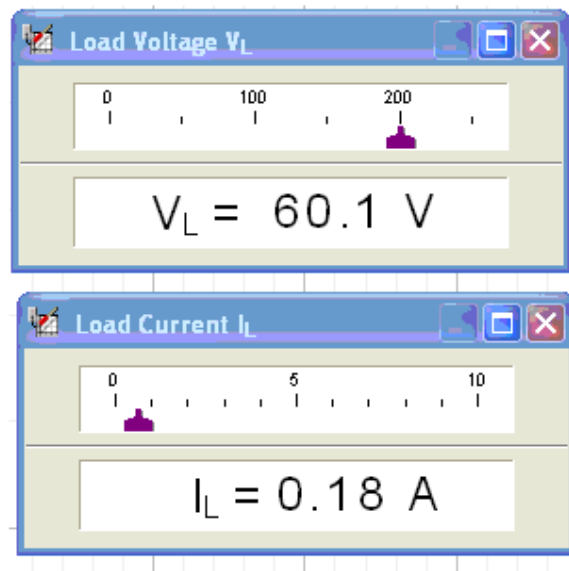 Load Voltage VL
0 100 200
VL = 60.1 V
Load Current IL
0 5 10
IL = 0.18 A